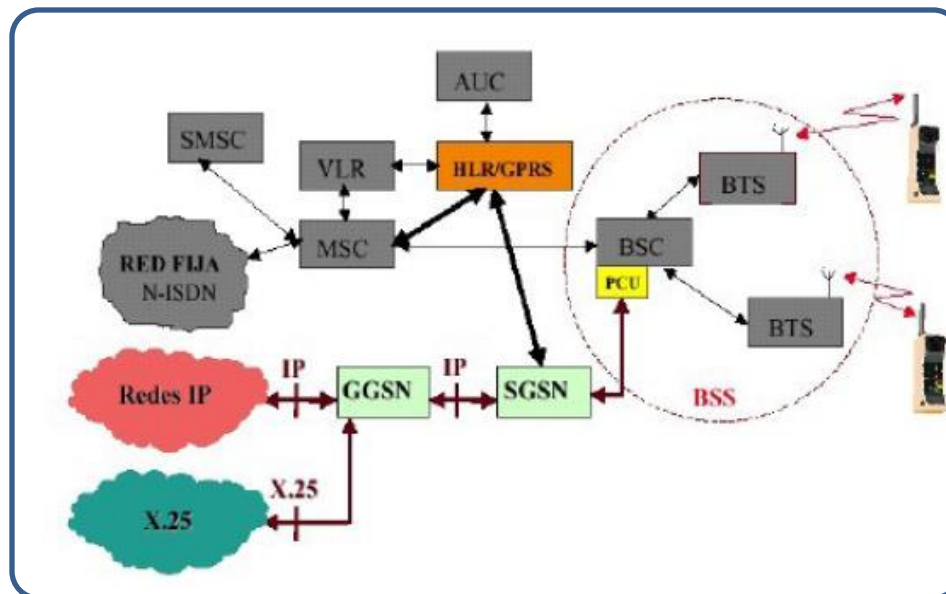 AUC
SMSC
VLR
HLR/GPRS
BTS
MSC
BSC
RED FIJA
N-ISDN
PCU
BTS
IP
IP
Redes IP
GGSN
SGSN
BSS
X.25
X.25